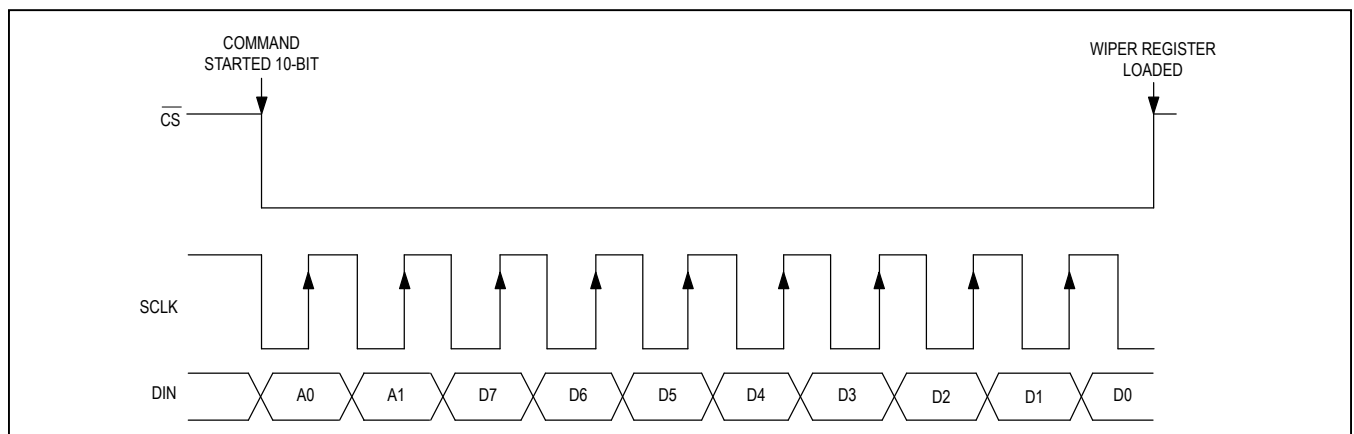 COMMAND
STARTED 10-BIT
WIPER REGISTER
LOADED
CS
SCLK
DIN A0 A1 D7 D6 D5 D4 D3 D2 D1 D0